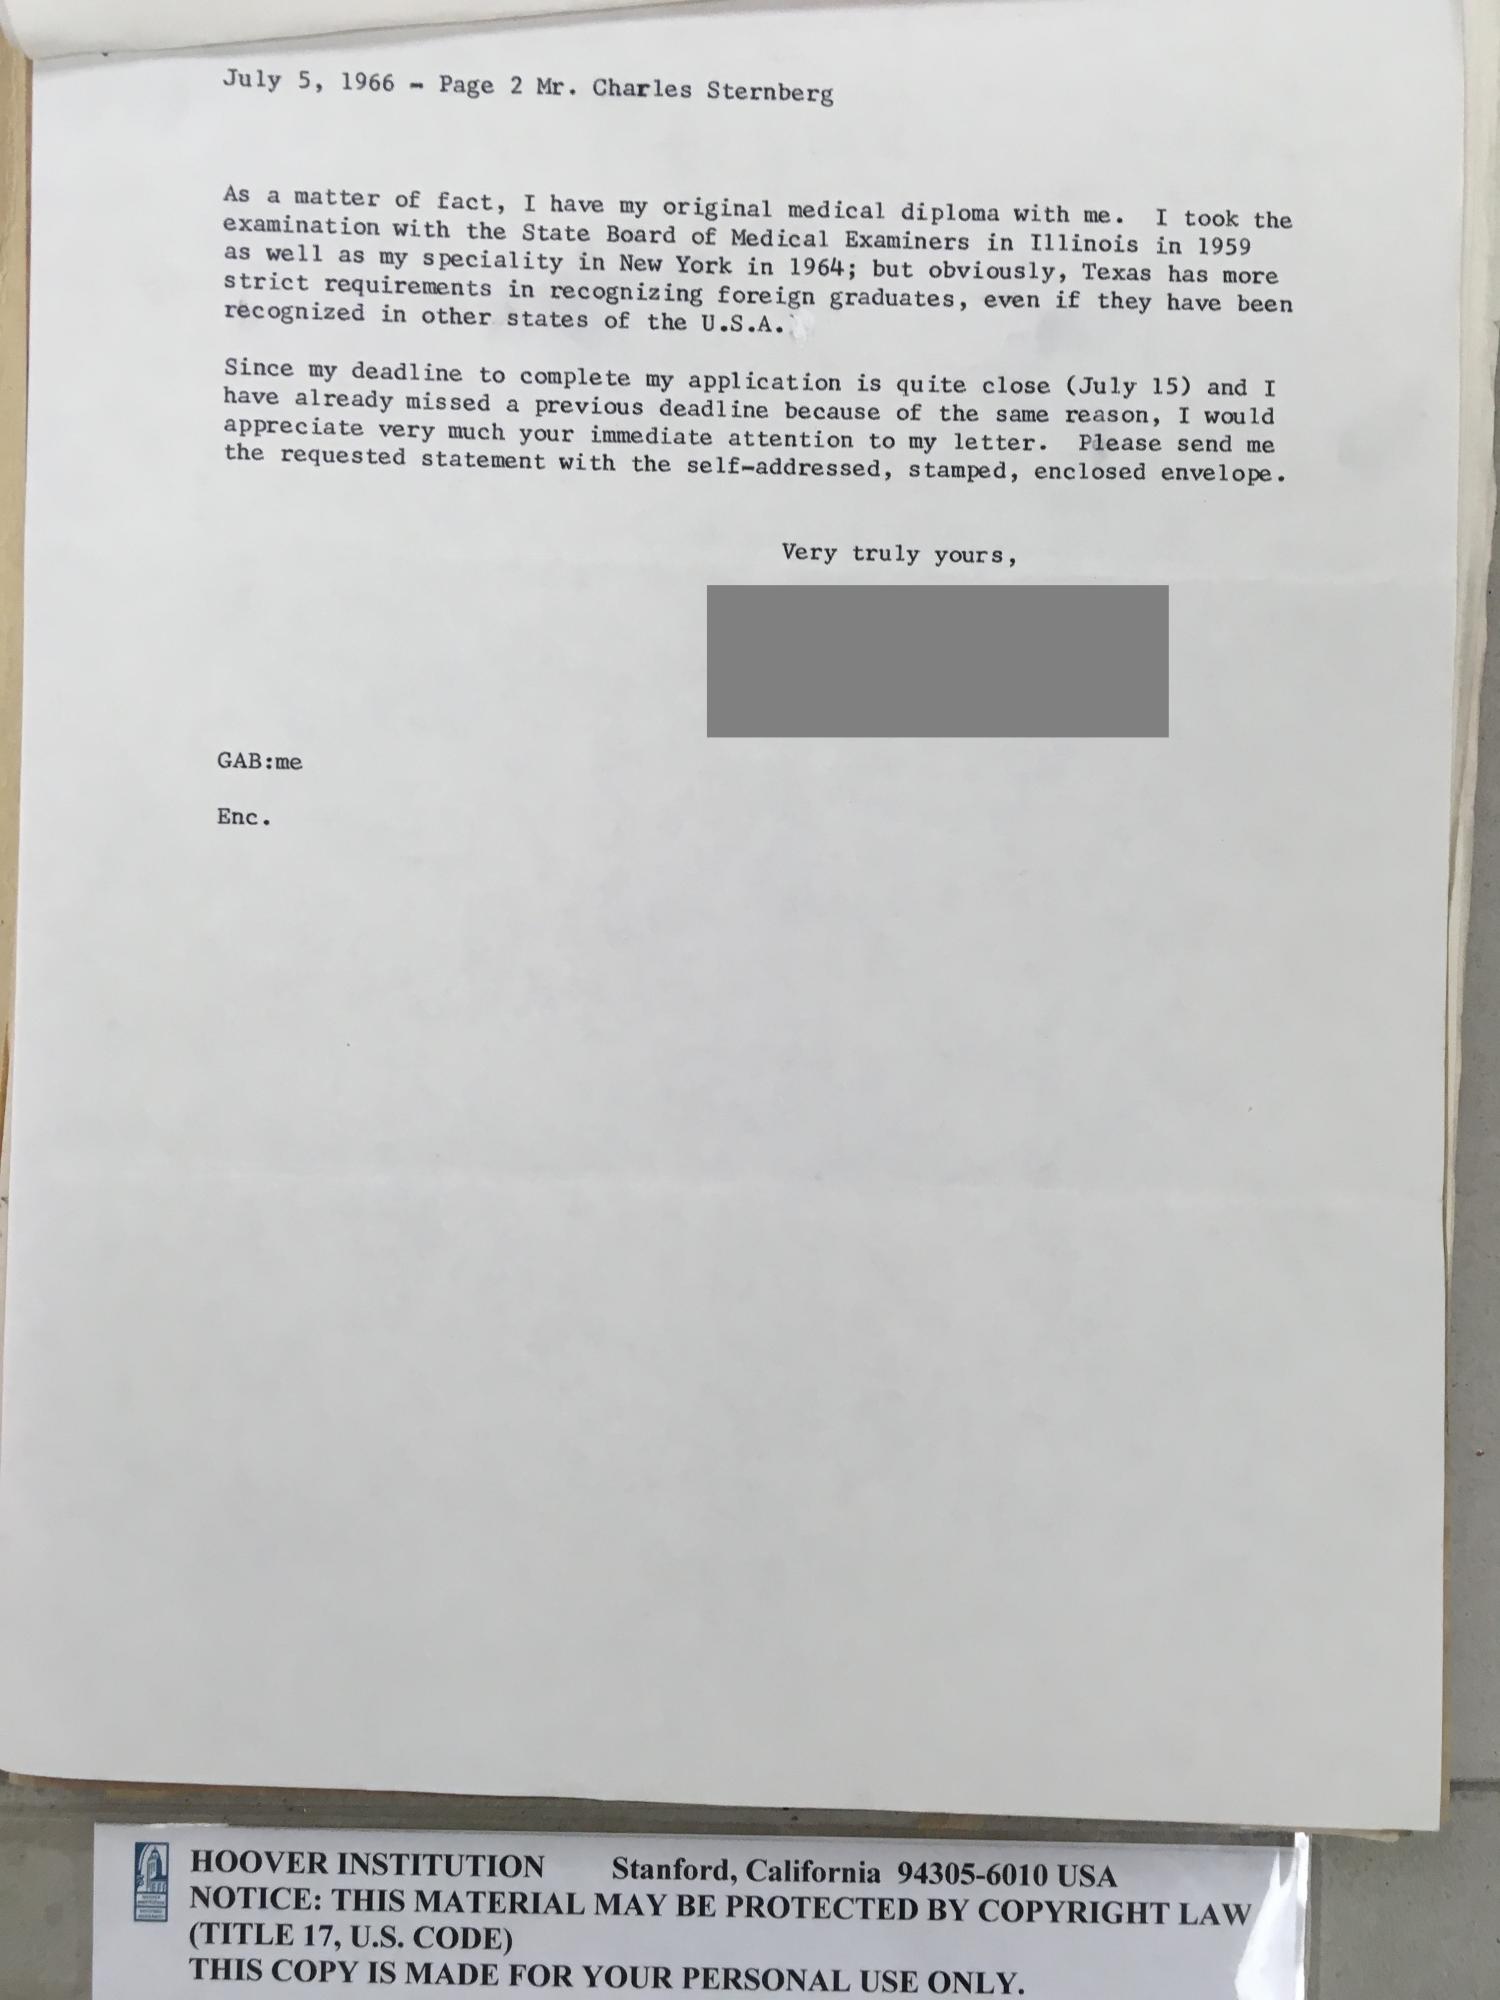 July 5, 1966 - Page 2 Mr. Charles Sternberg
As a matter of fact, I have my original medical diploma with me. I took the
examination with the State Board of Medical Examiners in Illinois in 1959
as well as my speciality in New York in 1964; but obviously, Texas has more
strict requirements in recognizing foreign graduates, even if they have been
recognized in other states of the U.S.A.
Since my deadline to complete my application is quite close (July 15) and I
have already missed a previous deadline because of the same reason, I would
appreciate very much your immediate attention to my letter. Please send me
the requested statement with the self-addressed, stamped, enclosed envelope.
Very truly yours,
GAB:me
Enc.
HOOVER INSTITUTION Stanford, California 94305-6010 USA
NOTICE: THIS MATERIAL MAY BE PROTECTED BY COPYRIGHT LAW
(TITLE 17, U.S. CODE)
THIS COPY IS MADE FOR YOUR PERSONAL USE ONLY.